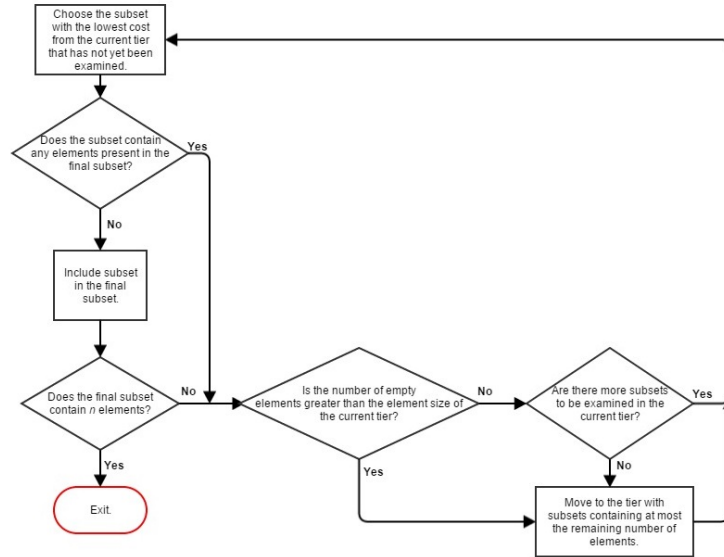 Choose the subset
with the lowest cost
from the current tier
that has not yet been
examined.
Does the subset contain
any elements present in the
final subset?
Yes
No
Include subset
in the final
subset.
Does the final subset
contain n elements?
No
Yes
Exit.
Is the number of empty
elements greater than the element size of
the current tier?
No
Yes
Are there more subsets
to be examined in the
current tier?
Yes
No
Move to the tier with
subsets containing at most
the remaining number of
elements.